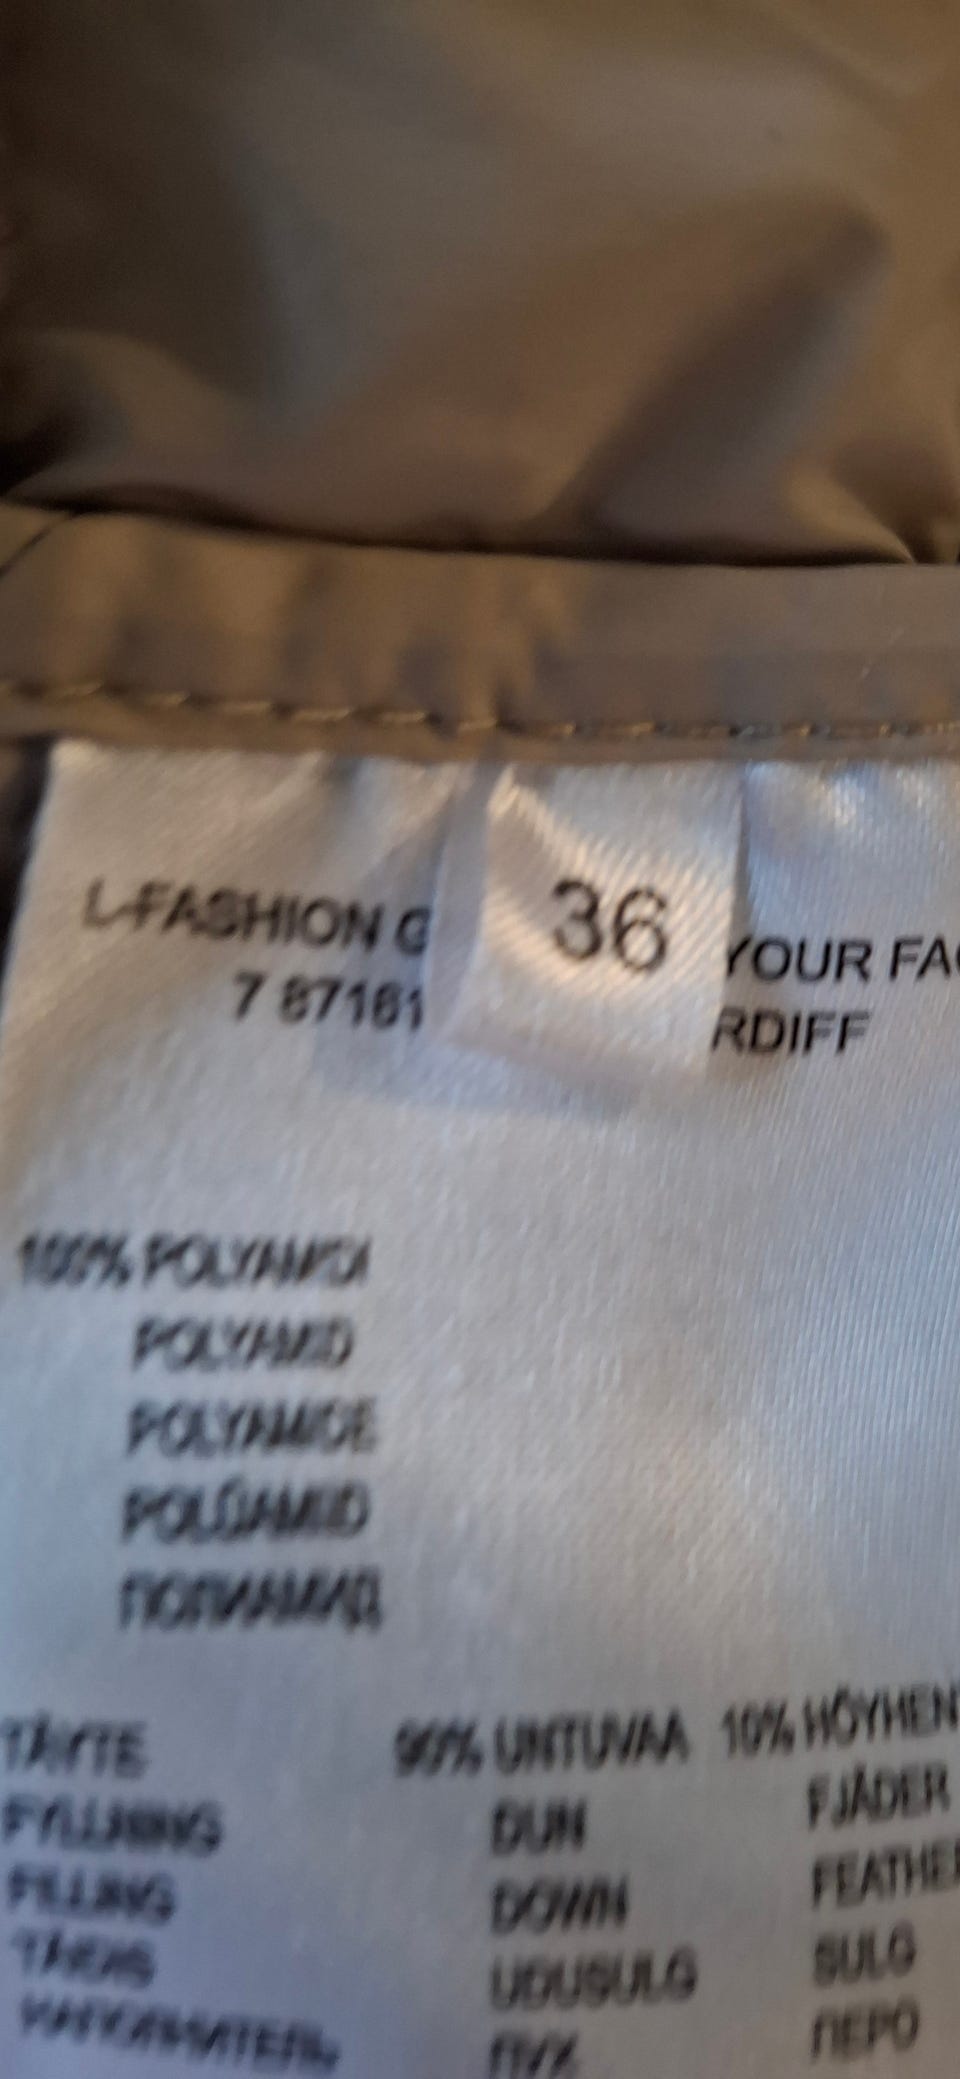 L-FASHION G
36
YOUR FA
7 87161
RDIFF
100% POLYAMIDI
POLYAMID
POLYAMIDE
POLÜAMIID
ПОЛИАМИД
TÄYTE 90% UNTUVAA 10% HÖYHEN
FYLLNING DUN FJÄDER
FILLING DOWN FEATHE
TÄIDIS UDUSULG SULG
НАПОЛНИТЕЛЬ ПУХ ПЕРО